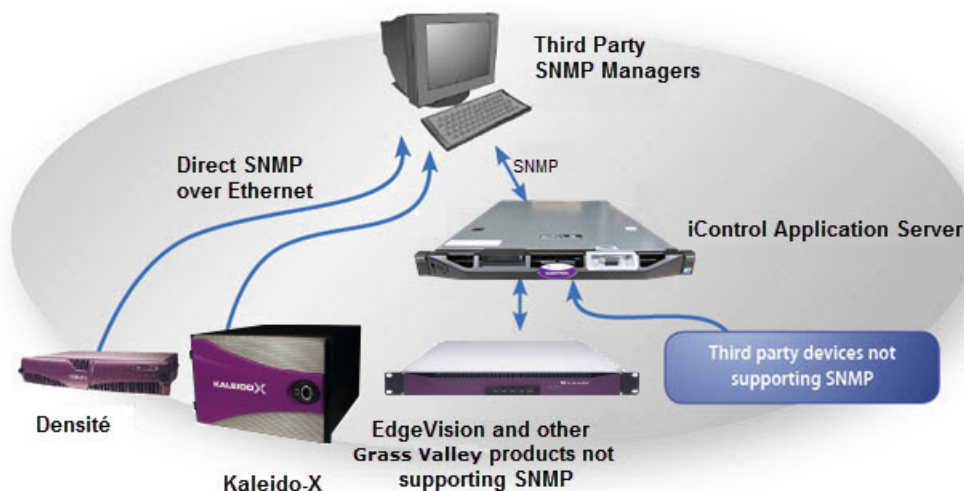 Third Party
SNMP Managers
Direct SNMP
over Ethernet
SNMP
iControl Application Server
Third party devices not
supporting SNMP
KALEIDOX
Densité
EdgeVision and other
Grass Valley products not
supporting SNMP
Kaleido-X